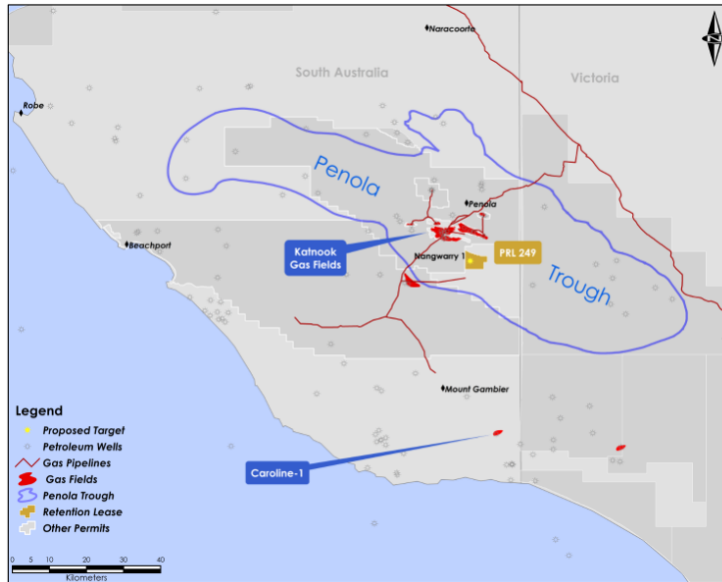 Naracoorte
N
South Australia
Victoria
Robe
Penola
Penola
Katnook
Gas Fields
Nangwarry 1
PRL 249
Beachport
Trough
Mount Gambier
Caroline-1
Legend
Proposed Target
Petroleum Wells
Gas Pipelines
Gas Fields
Penola Trough
Retention Lease
Other Permits
0 5 10 20 30 40
Kilometers